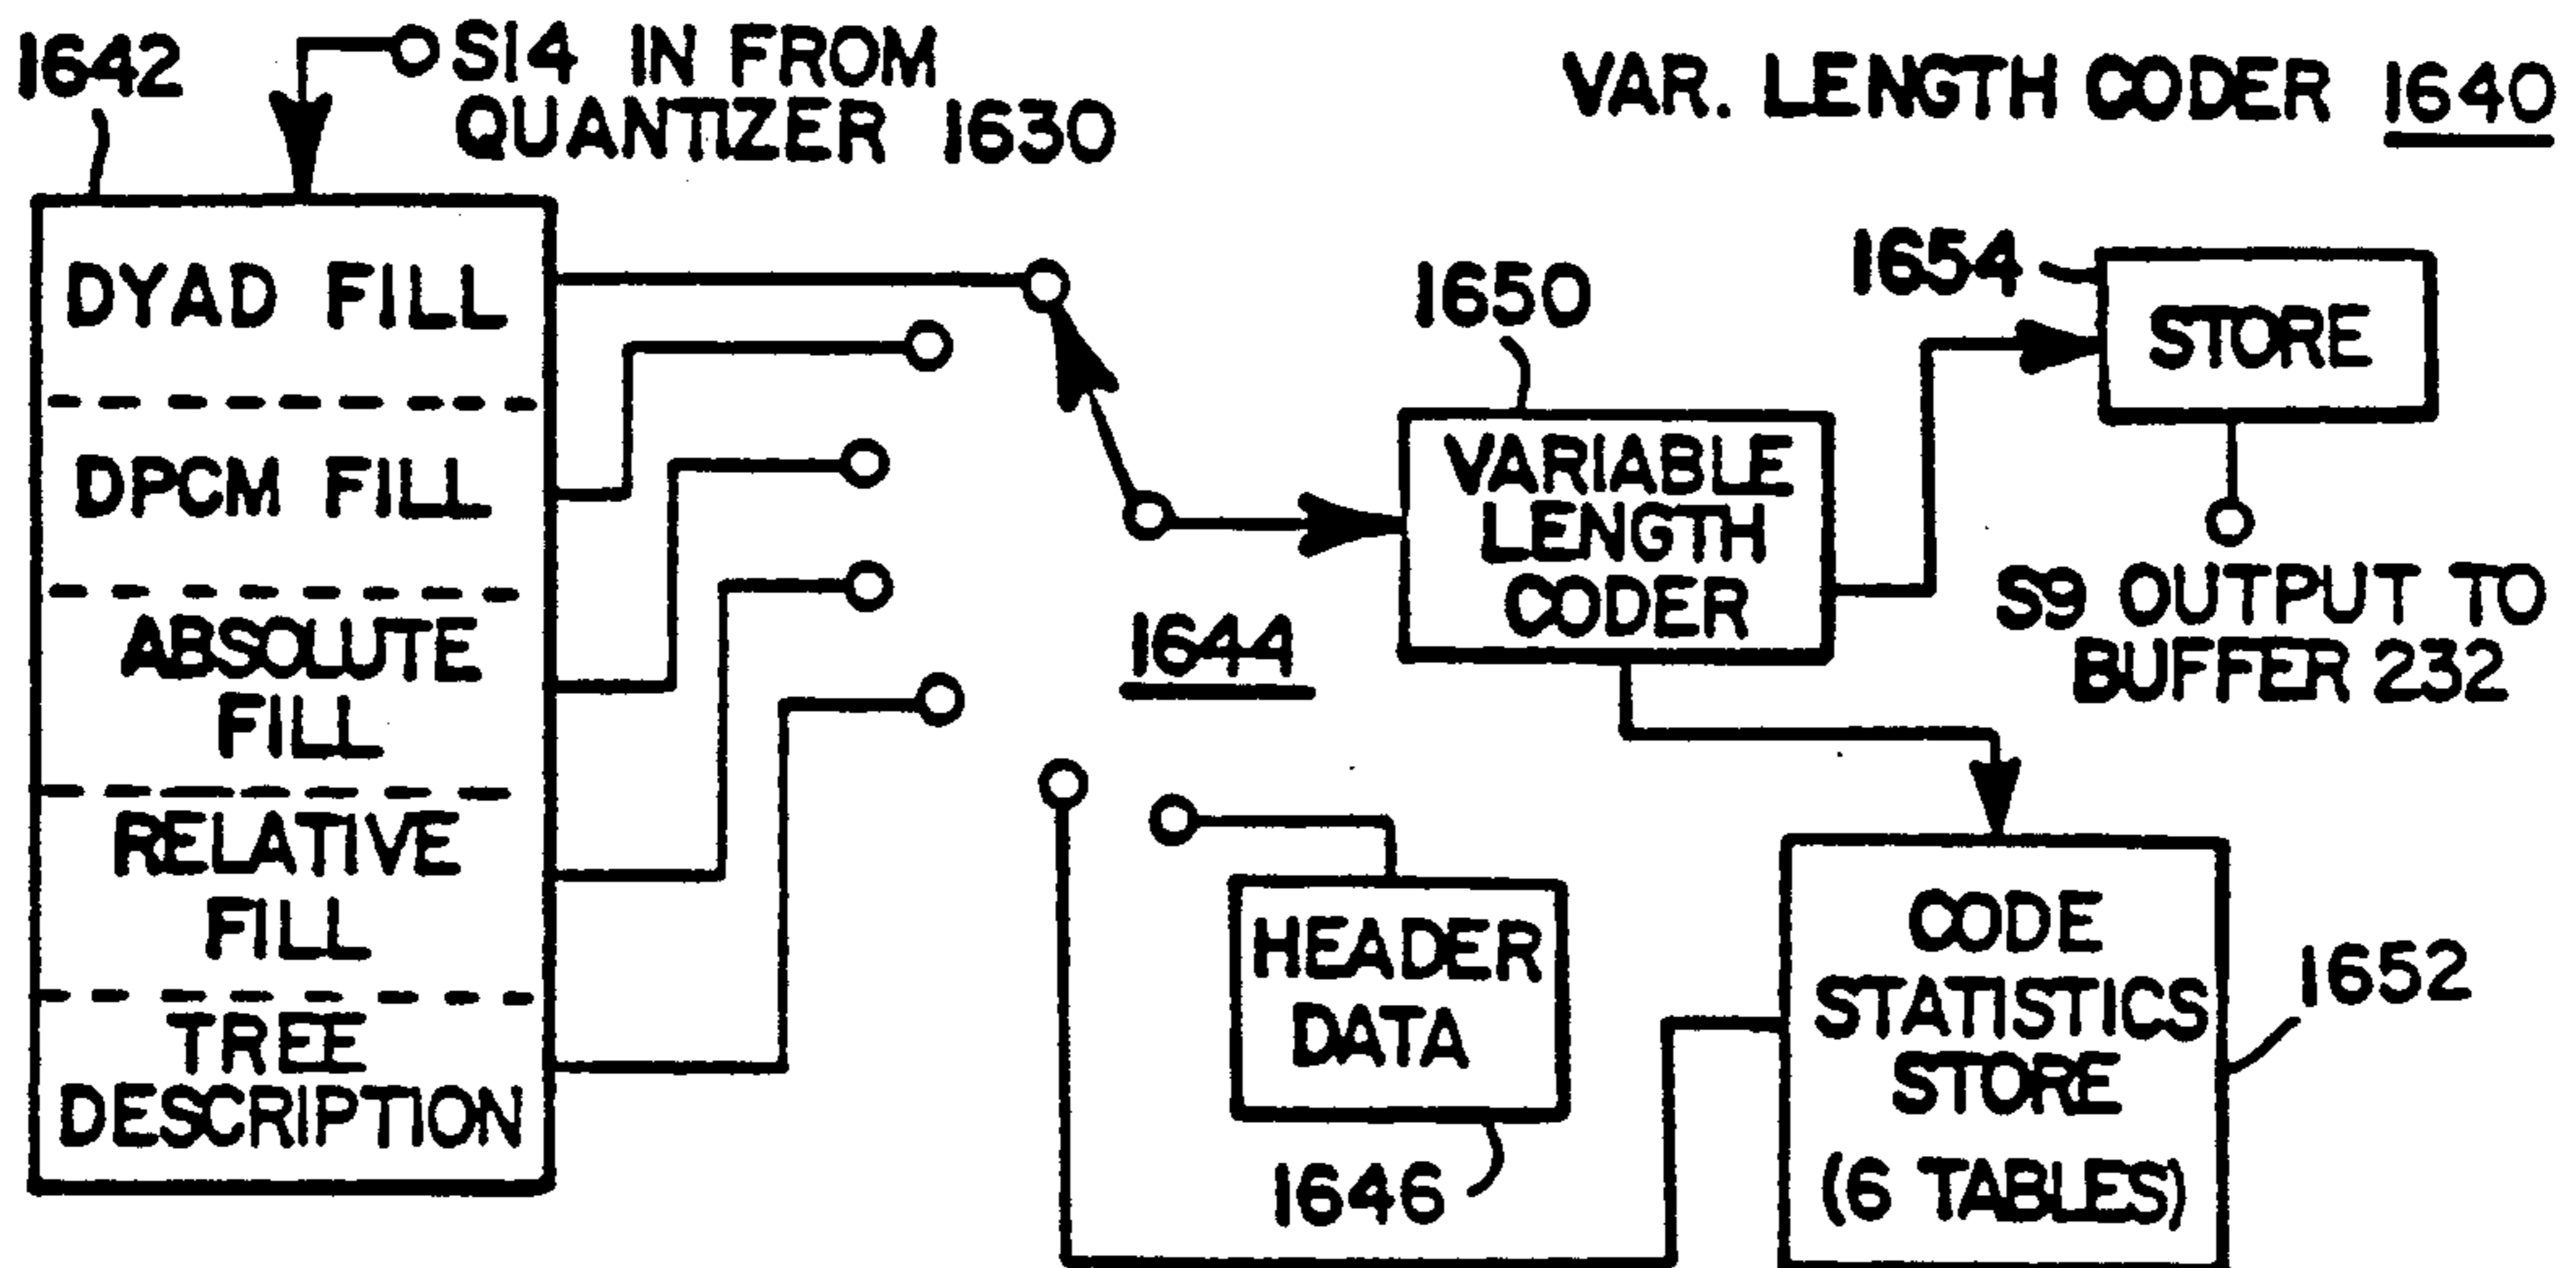 1642
S14 IN FROM
QUANTIZER 1630
VAR. LENGTH CODER 1640
DYAD FILL
DPCM FILL
ABSOLUTE
FILL
RELATIVE
FILL
TREE
DESCRIPTION
1644
1650
VARIABLE
LENGTH
CODER
1654
STORE
S9 OUTPUT TO
BUFFER 232
HEADER
DATA
1646
CODE
STATISTICS
STORE
(6 TABLES)
1652